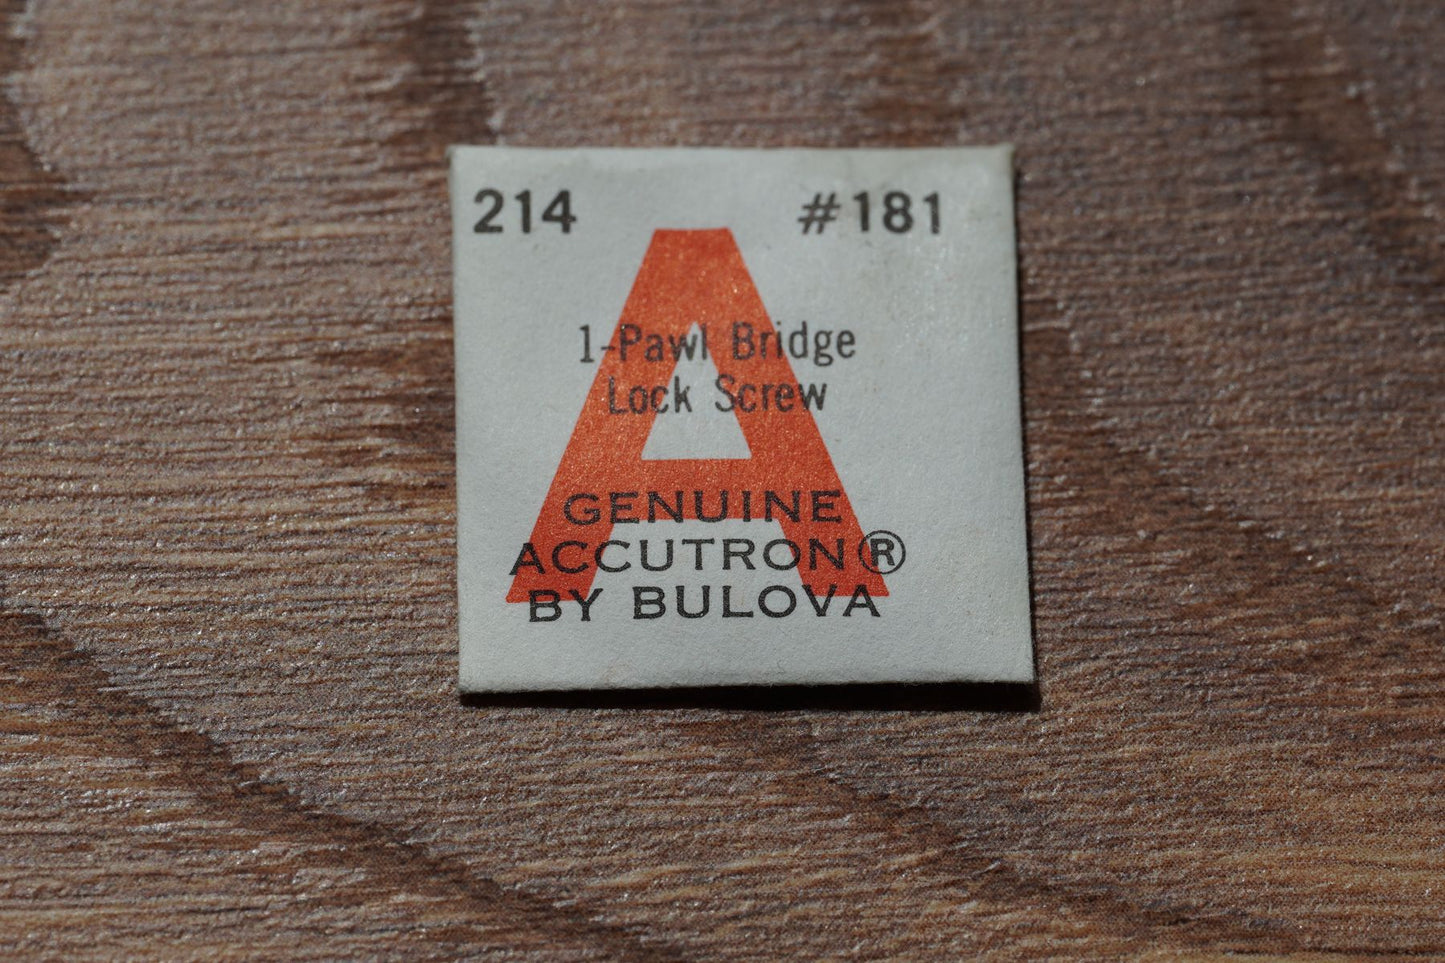 214 #181
1-Pawl Bridge
Lock Screw
GENUINE
ACCUTRON®
BY BULOVA